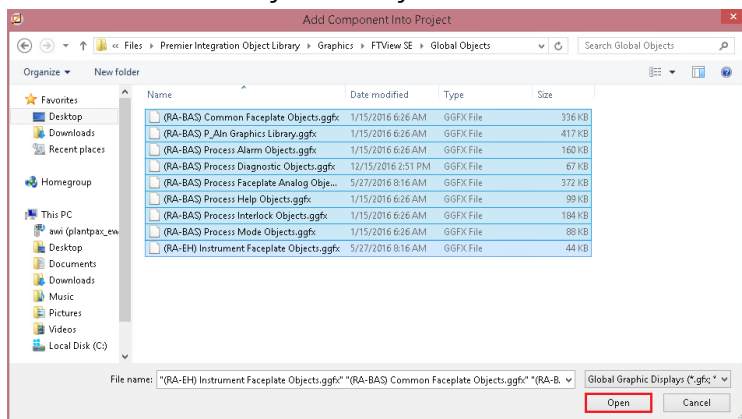 Add Component Into Project
« Files Premier Integration Object Library Graphics FTView SE Global Objects Search Global Objects
Organize New folder
Name Date modified Type Size
Favorites
Desktop
Downloads
Recent places
Homegroup
This PC
awi (plantpax_ew
Desktop
Documents
Downloads
Music
Pictures
Videos
Local Disk (C:)
(RA-BAS) Common Faceplate Objects.ggfx 1/15/2016 6:26 AM GGFX File 336 KB
(RA-BAS) P_AIn Graphics Library.ggfx 1/15/2016 6:26 AM GGFX File 417 KB
(RA-BAS) Process Alarm Objects.ggfx 1/15/2016 6:26 AM GGFX File 160 KB
(RA-BAS) Process Diagnostic Objects.ggfx 12/15/2016 2:51 PM GGFX File 67 KB
(RA-BAS) Process Faceplate Analog Obje... 5/27/2016 8:16 AM GGFX File 372 KB
(RA-BAS) Process Help Objects.ggfx 1/15/2016 6:26 AM GGFX File 99 KB
(RA-BAS) Process Interlock Objects.ggfx 1/15/2016 6:26 AM GGFX File 184 KB
(RA-BAS) Process Mode Objects.ggfx 1/15/2016 6:26 AM GGFX File 88 KB
(RA-EH) Instrument Faceplate Objects.ggfx 5/27/2016 8:16 AM GGFX File 44 KB
File name: "(RA-EH) Instrument Faceplate Objects.ggfx" "(RA-BAS) Common Faceplate Objects.ggfx" "(RA-B. Global Graphic Displays (*.gfx; *
Open Cancel